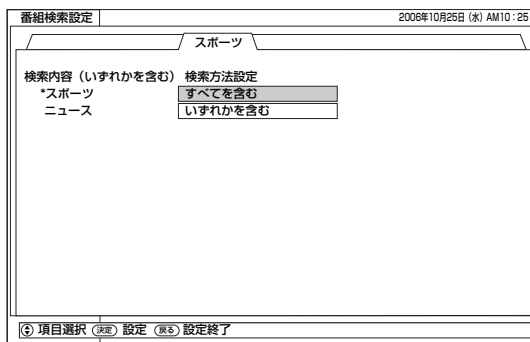 番組検索設定 2006年10月25日 (水) AM10:25
スポーツ
検索内容（いずれかを含む） 検索方法設定
*スポーツ すべてを含む
ニュース いずれかを含む
項目選択 決定 設定 戻る 設定終了